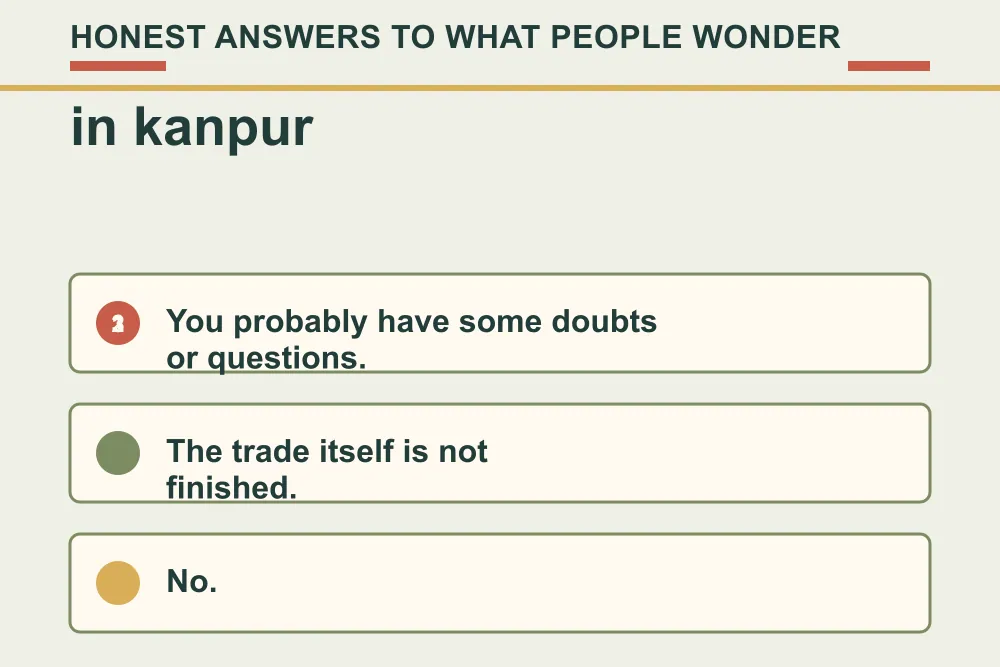 HONEST ANSWERS TO WHAT PEOPLE WONDER
in kanpur
You probably have some doubts
or questions.
The trade itself is not
finished.
No.